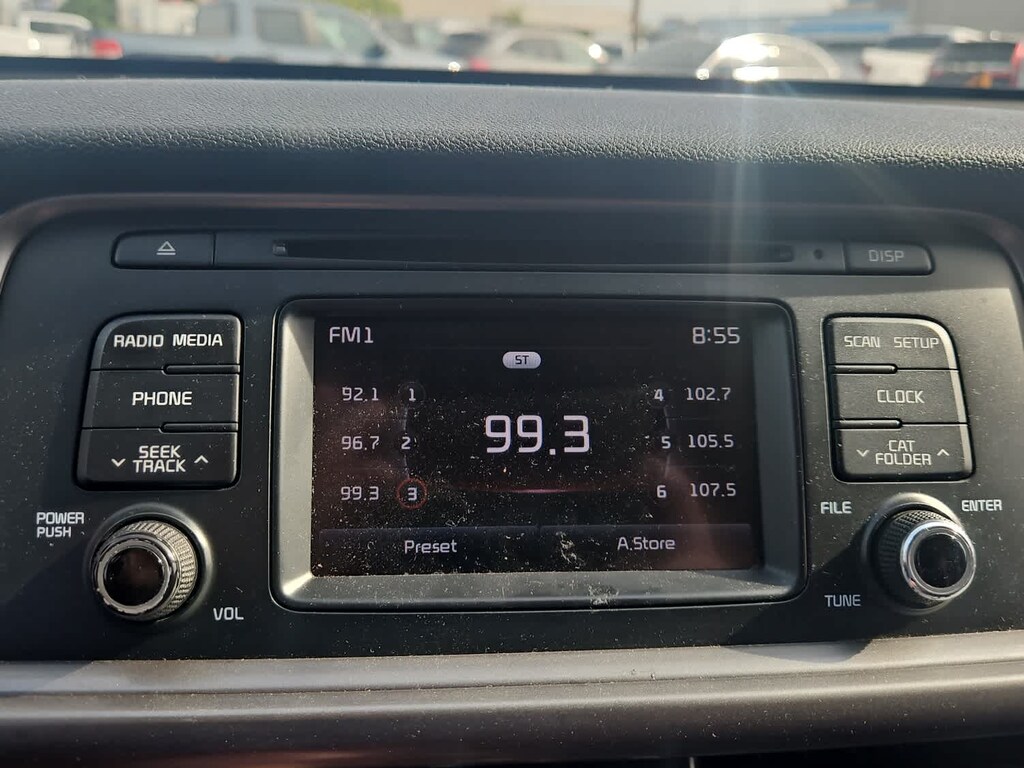 DISP
RADIO MEDIA
PHONE
SEEK
TRACK
POWER
PUSH
VOL
FM1
8:55
ST
92.1 1
96.7 2
99.3 3
99.3
4 102.7
5 105.5
6 107.5
Preset
A.Store
SCAN SETUP
CLOCK
CAT
FOLDER
FILE
ENTER
TUNE